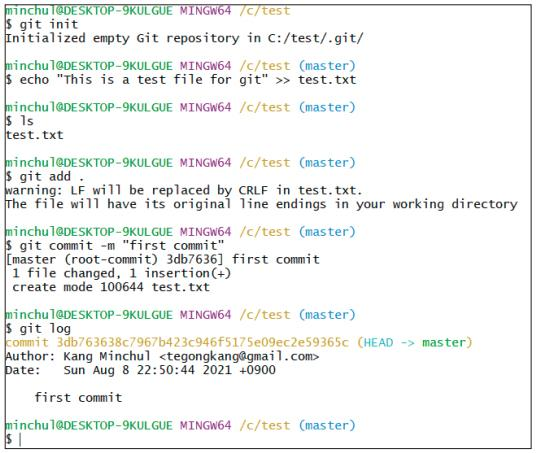 minchul@DESKTOP-9KULGUE MINGW64 /c/test
$ git init
Initialized empty Git repository in C:/test/.git/
minchul@DESKTOP-9KULGUE MINGW64 /c/test (master)
$ echo "This is a test file for git" >> test.txt
minchul@DESKTOP-9KULGUE MINGW64 /c/test (master)
$ ls
test.txt
minchul@DESKTOP-9KULGUE MINGW64 /c/test (master)
$ git add .
warning: LF will be replaced by CRLF in test.txt.
The file will have its original line endings in your working directory
minchul@DESKTOP-9KULGUE MINGW64 /c/test (master)
$ git commit -m "first commit"
[master (root-commit) 3db7636] first commit
 1 file changed, 1 insertion(+)
 create mode 100644 test.txt
minchul@DESKTOP-9KULGUE MINGW64 /c/test (master)
$ git log
commit 3db763638c7967b423c946f5175e09ec2e59365c (HEAD -> master)
Author: Kang Minchul <tegongkang@gmail.com>
Date:   Sun Aug 8 22:50:44 2021 +0900
    first commit
minchul@DESKTOP-9KULGUE MINGW64 /c/test (master)
$